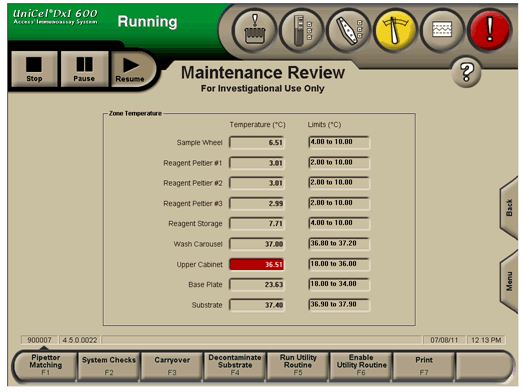 UniCel®DxI 600
Access® Immunoassay System
Running
Stop
Pause
Resume
Maintenance Review
For Investigational Use Only
?
Zone Temperature
Temperature (°C) Limits (°C)
Sample Wheel 6.51 4.00 to 10.00
Reagent Peltier #1 3.01 2.00 to 10.00
Reagent Peltier #2 3.01 2.00 to 10.00
Reagent Peltier #3 2.99 2.00 to 10.00
Reagent Storage 7.71 4.00 to 10.00
Wash Carousel 37.00 36.80 to 37.20
Upper Cabinet 36.51 18.00 to 36.00
Base Plate 23.63 18.00 to 34.00
Substrate 37.40 36.90 to 37.90
Back
Menu
900007 4.5.0.0022 07/08/11 12:13 PM
Pipettor
Matching
F1
System Checks
F2
Carryover
F3
Decontaminate
Substrate
F4
Run Utility
Routine
F5
Enable
Utility Routine
F6
Print
F7